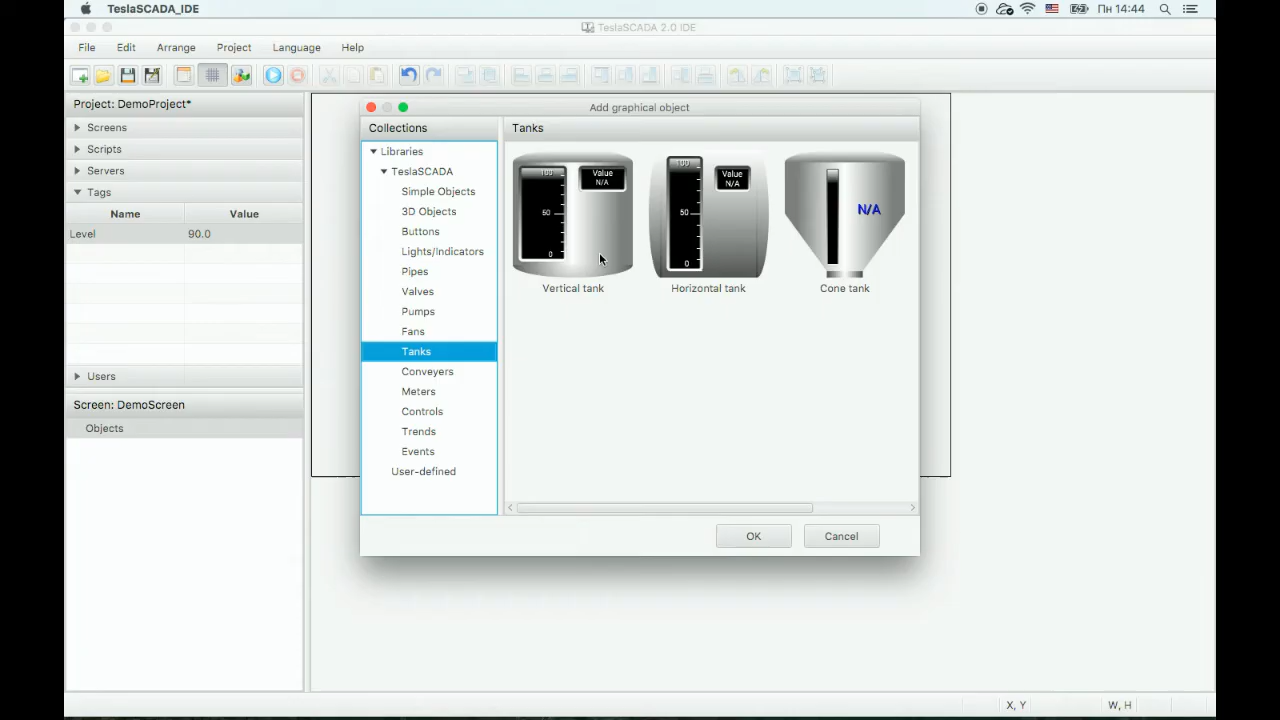 TeslaSCADA_IDE
Пн 14:44
TeslaSCADA 2.0 IDE
File Edit Arrange Project Language Help
Project: DemoProject*
Screens
Scripts
Servers
Tags
Name Value
Level 90.0
Users
Screen: DemoScreen
Objects
Add graphical object
Collections
Libraries
TeslaSCADA
Simple Objects
3D Objects
Buttons
Lights/Indicators
Pipes
Valves
Pumps
Fans
Tanks
Conveyers
Meters
Controls
Trends
Events
User-defined
Tanks
100
50
0
Value
N/A
Vertical tank
100
50
0
Value
N/A
Horizontal tank
N/A
Cone tank
OK Cancel
X, Y W, H